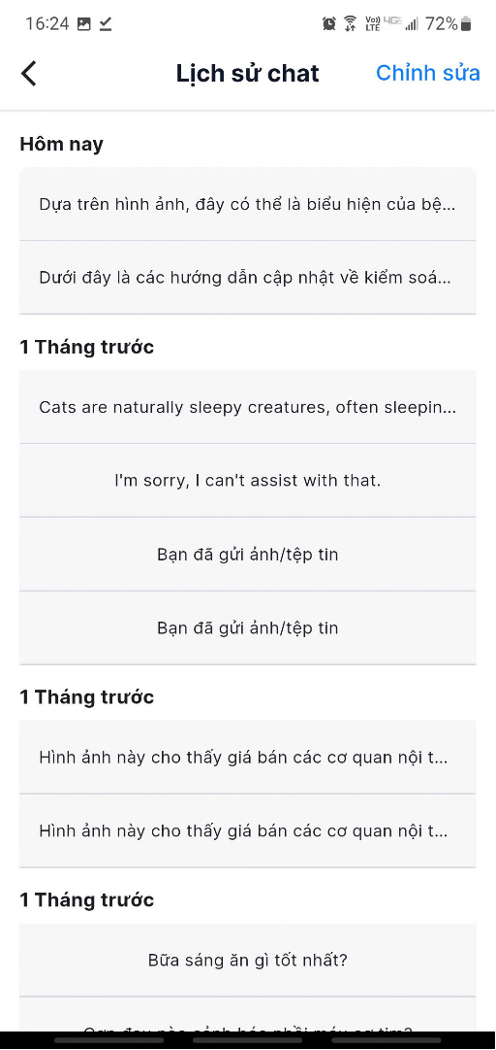 16:24 Vo)) LTE 4GE 72%
Lịch sử chat Chỉnh sửa
Hôm nay
Dựa trên hình ảnh, đây có thể là biểu hiện của bệ...
Dưới đây là các hướng dẫn cập nhật về kiểm soá...
1 Tháng trước
Cats are naturally sleepy creatures, often sleepin...
I'm sorry, I can't assist with that.
Bạn đã gửi ảnh/tệp tin
Bạn đã gửi ảnh/tệp tin
1 Tháng trước
Hình ảnh này cho thấy giá bán các cơ quan nội t...
Hình ảnh này cho thấy giá bán các cơ quan nội t...
1 Tháng trước
Bữa sáng ăn gì tốt nhất?